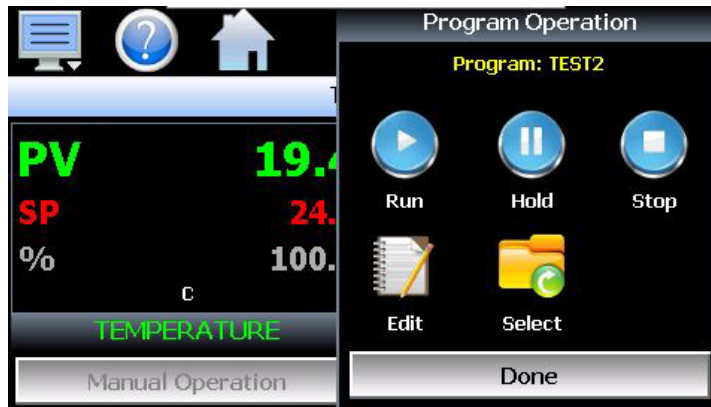 ?
T
PV 19.4
SP 24.
% 100.
C
TEMPERATURE
Manual Operation
Program Operation
Program: TEST2
Run Hold Stop
Edit Select
Done